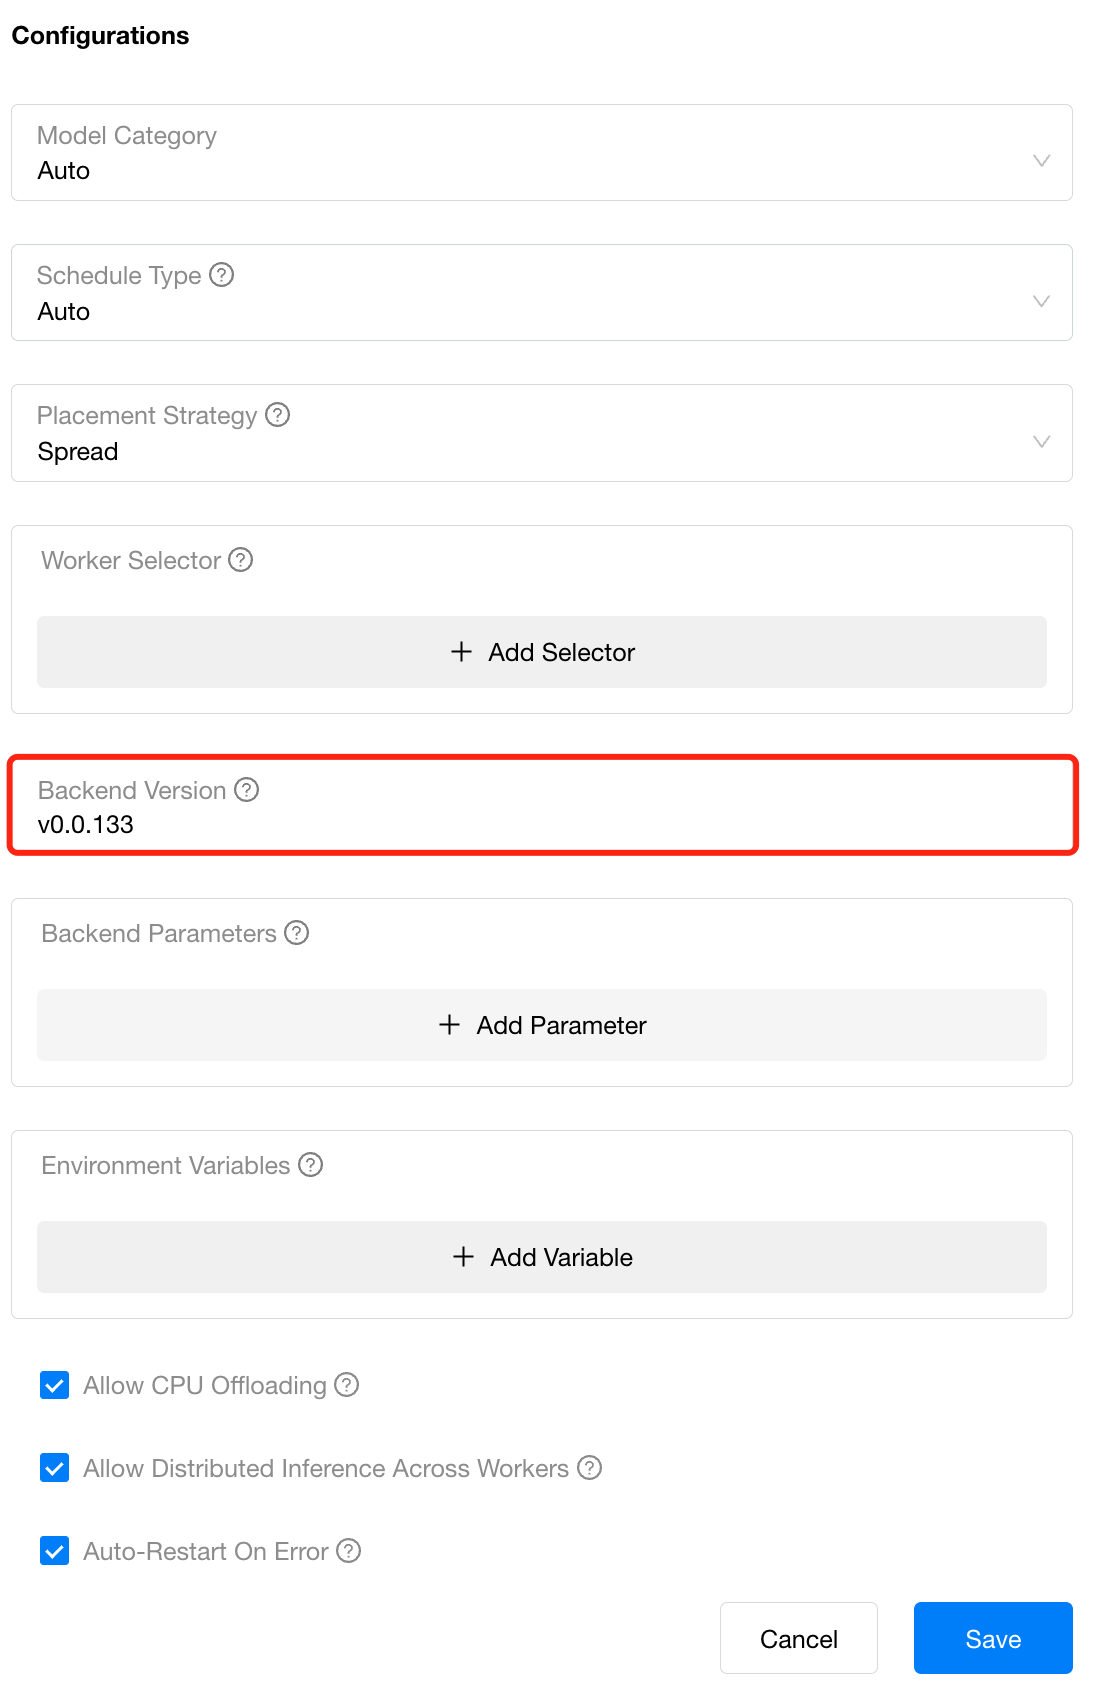 Configurations
Model Category
Auto
Schedule Type
Auto
Placement Strategy
Spread
Worker Selector
+ Add Selector
Backend Version
v0.0.133
Backend Parameters
+ Add Parameter
Environment Variables
+ Add Variable
Allow CPU Offloading
Allow Distributed Inference Across Workers
Auto-Restart On Error
Cancel Save